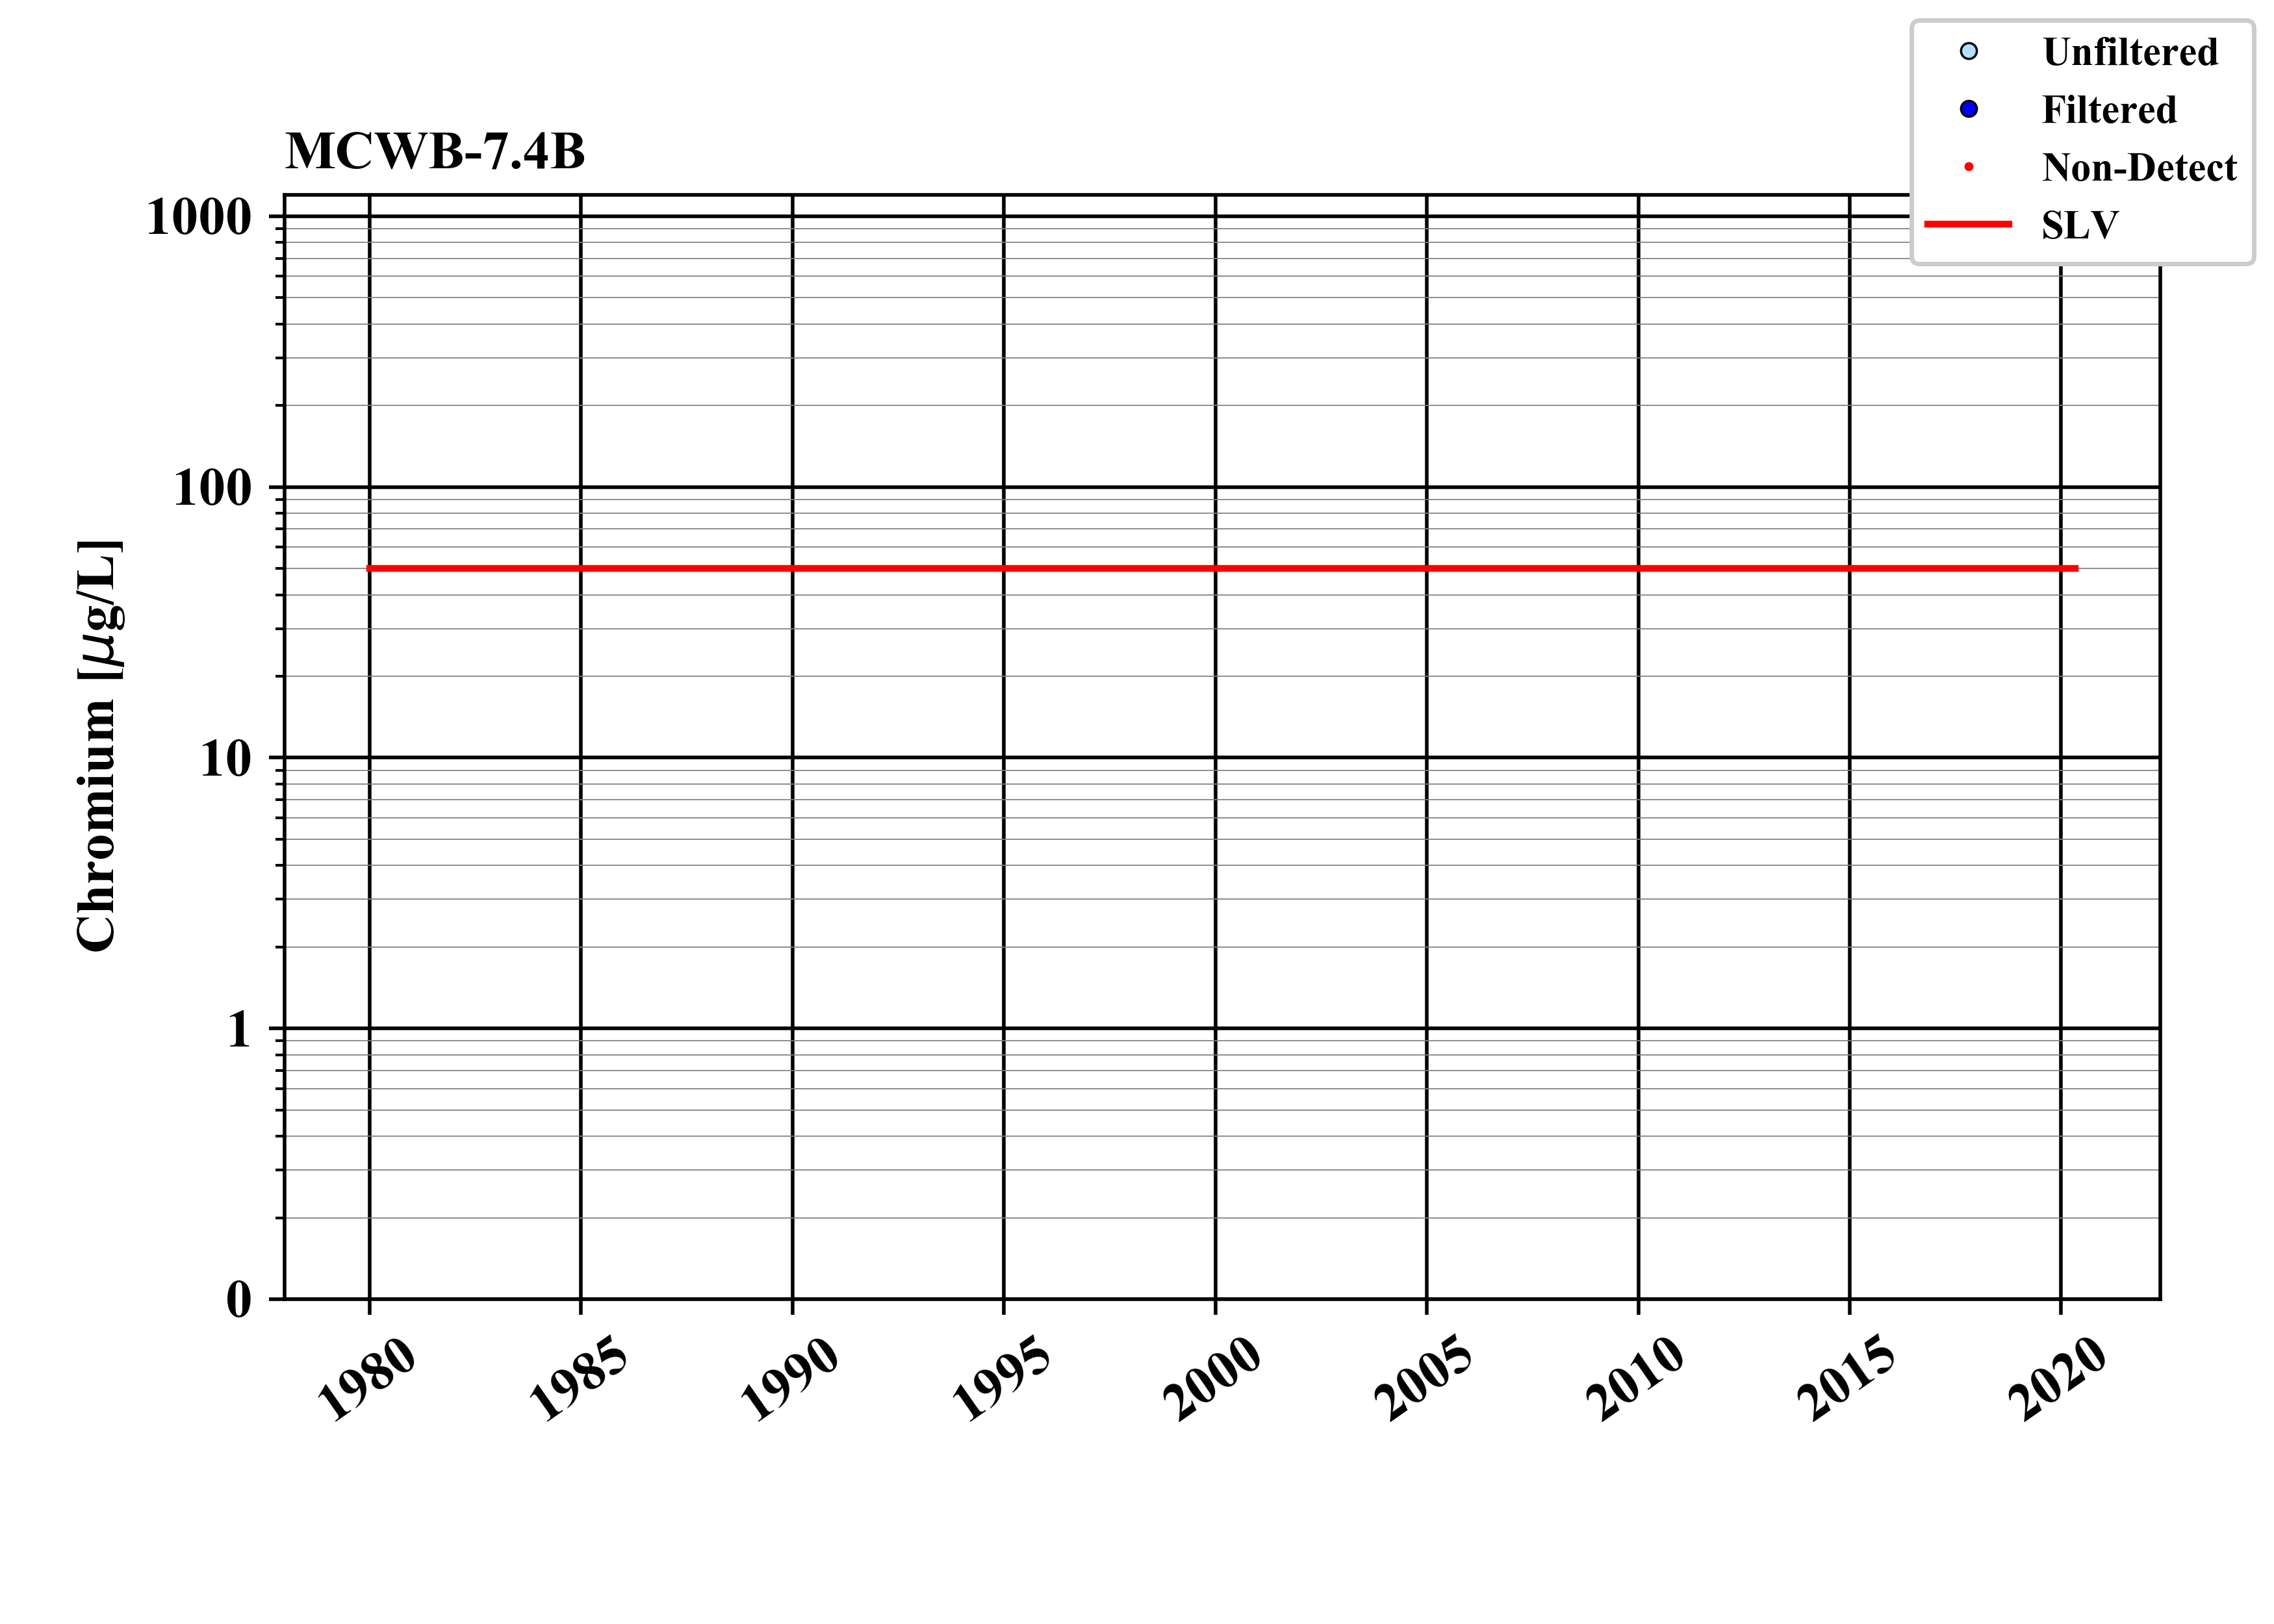 Unfiltered
Filtered
Non-Detect
SLV
MCWB-7.4B
1000
100
10
1
0
Chromium [μg/L]
1980
1985
1990
1995
2000
2005
2010
2015
2020